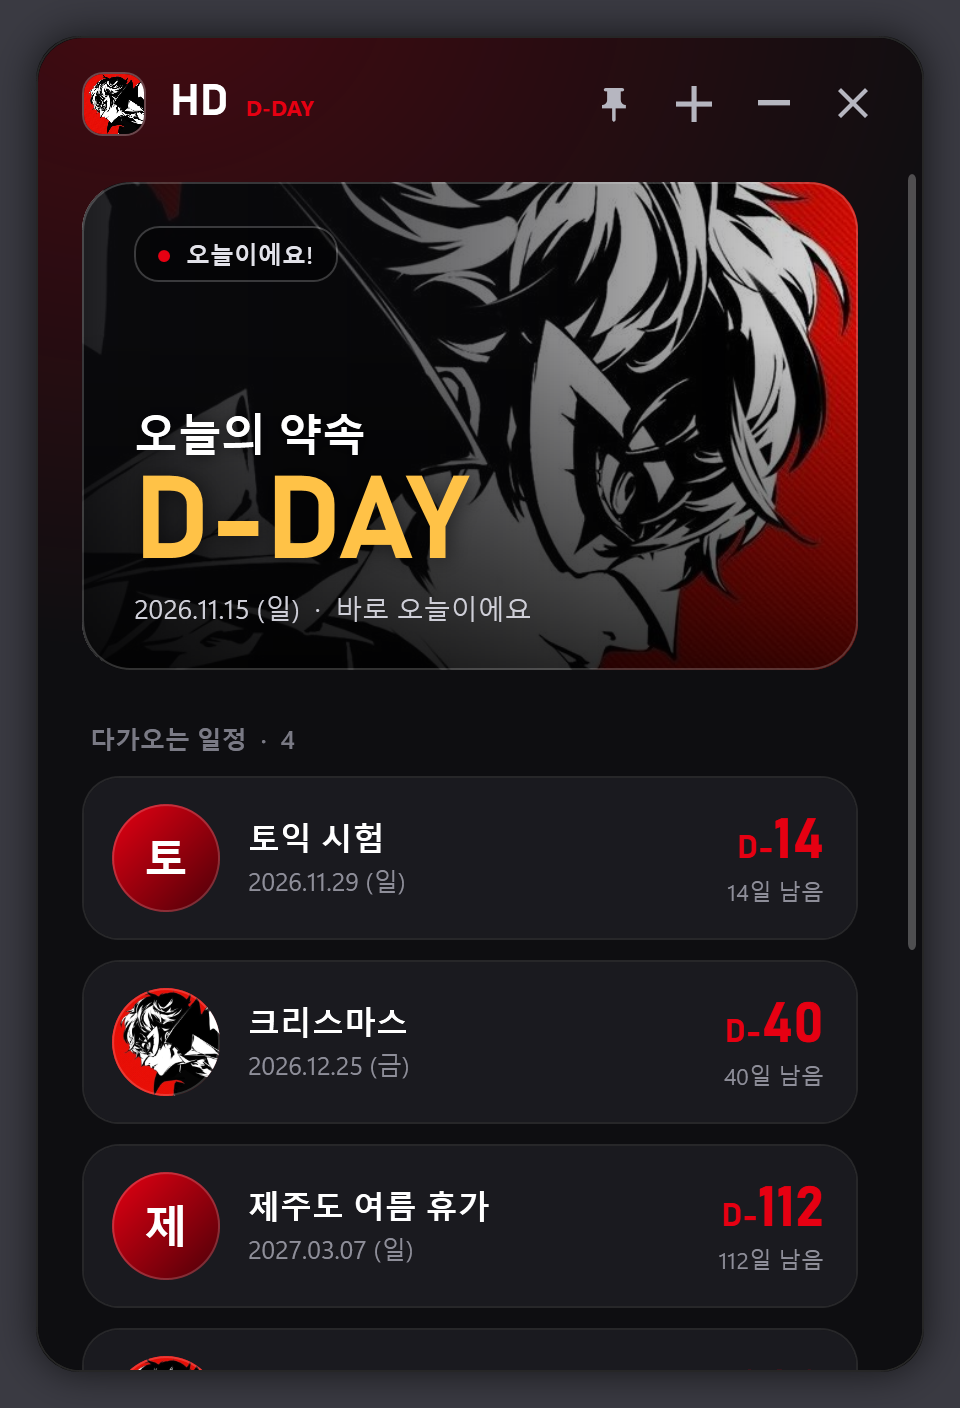 HD D-DAY
오늘이에요!
오늘의 약속
D-DAY
2026.11.15 (일) · 바로 오늘이에요
다가오는 일정 · 4
토
토익 시험
2026.11.29 (일)
D-14
14일 남음
크리스마스
2026.12.25 (금)
D-40
40일 남음
제
제주도 여름 휴가
2027.03.07 (일)
D-112
112일 남음